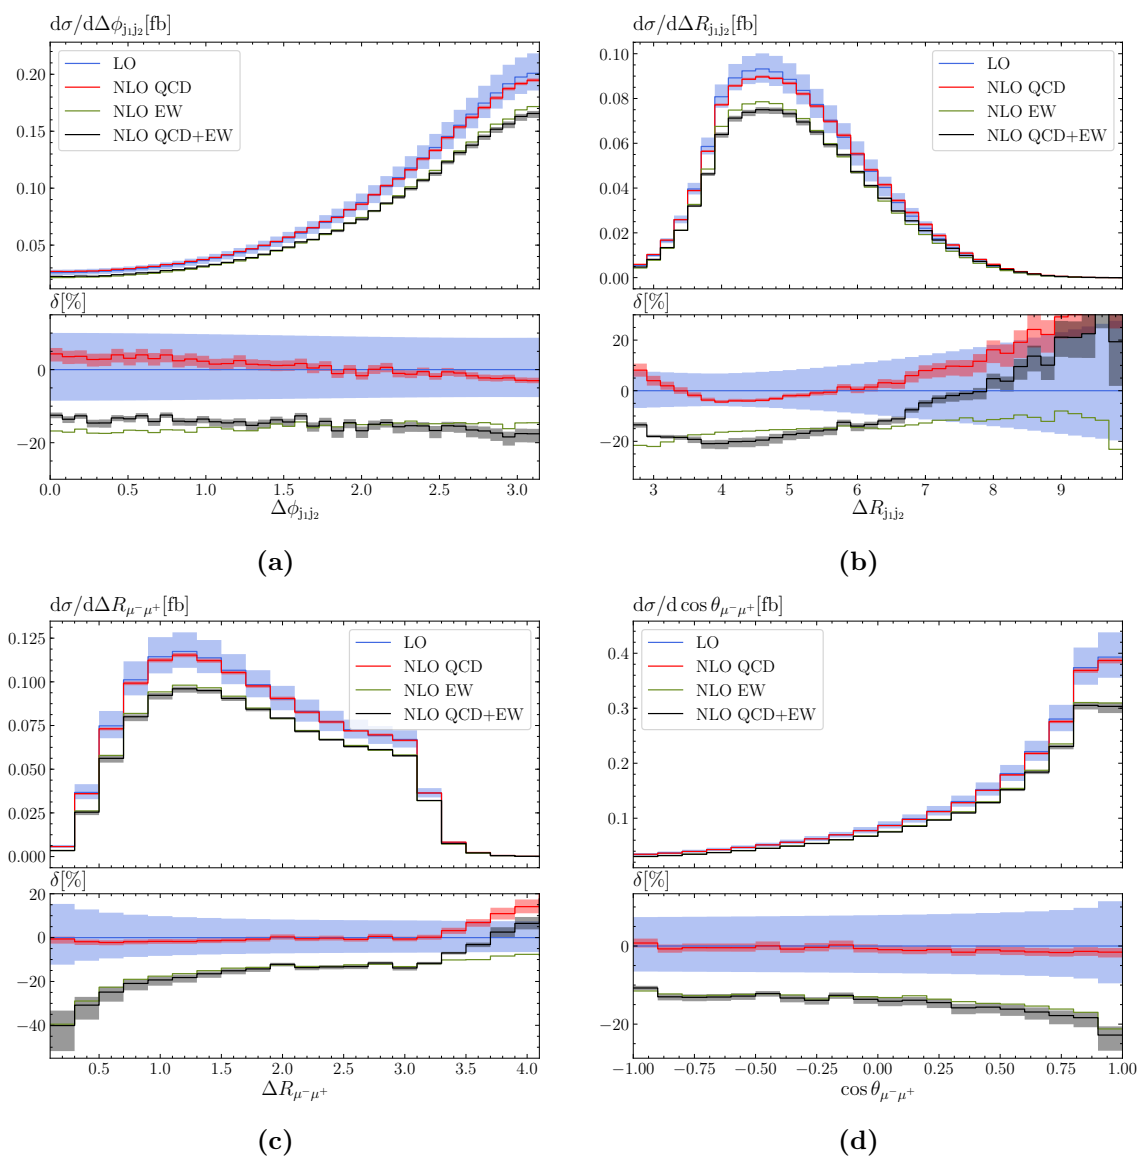 dσ/dΔϕj₁j₂[fb]
LO
NLO QCD
NLO EW
NLO QCD+EW
0.20
0.15
0.10
0.05
δ[%]
0
−20
0.0 0.5 1.0 1.5 2.0 2.5 3.0
Δϕj₁j₂
(a)
dσ/dΔRj₁j₂[fb]
LO
NLO QCD
NLO EW
NLO QCD+EW
0.10
0.08
0.06
0.04
0.02
0.00
δ[%]
20
0
−20
3 4 5 6 7 8 9
ΔRj₁j₂
(b)
dσ/dΔRμ⁻μ⁺[fb]
LO
NLO QCD
NLO EW
NLO QCD+EW
0.125
0.100
0.075
0.050
0.025
0.000
δ[%]
20
0
−20
−40
0.5 1.0 1.5 2.0 2.5 3.0 3.5 4.0
ΔRμ⁻μ⁺
(c)
dσ/d cos θμ⁻μ⁺[fb]
LO
NLO QCD
NLO EW
NLO QCD+EW
0.4
0.3
0.2
0.1
δ[%]
0
−20
−1.00 −0.75 −0.50 −0.25 0.00 0.25 0.50 0.75 1.00
cos θμ⁻μ⁺
(d)